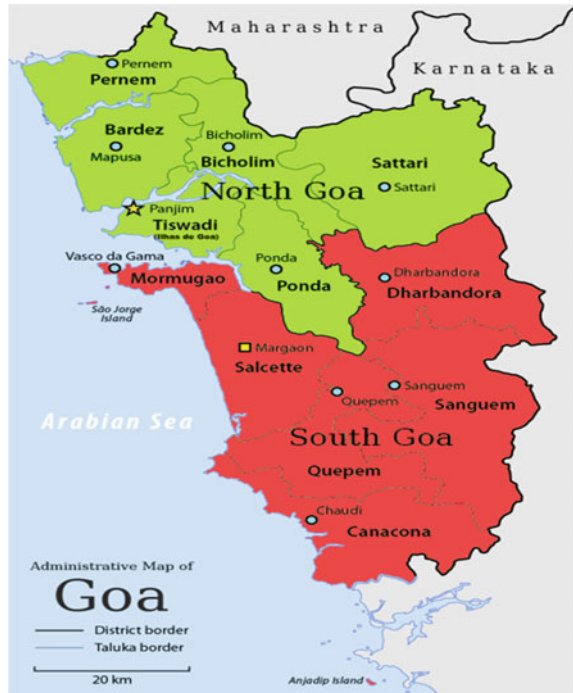 Maharashtra
Karnataka
Pernem
Pernem
Bardez
Mapusa
Bicholim
Bicholim
Sattari
Sattari
North Goa
Panjim
Tiswadi
(Ilhas de Goa)
Ponda
Ponda
Vasco da Gama
Mormugao
São Jorge
Island
Dharbandora
Dharbandora
Margaon
Salcette
Sanguem
Quepem
Sanguem
Arabian Sea
South Goa
Quepem
Chaudi
Canacona
Administrative Map of
Goa
District border
Taluka border
20 km
Anjadip Island